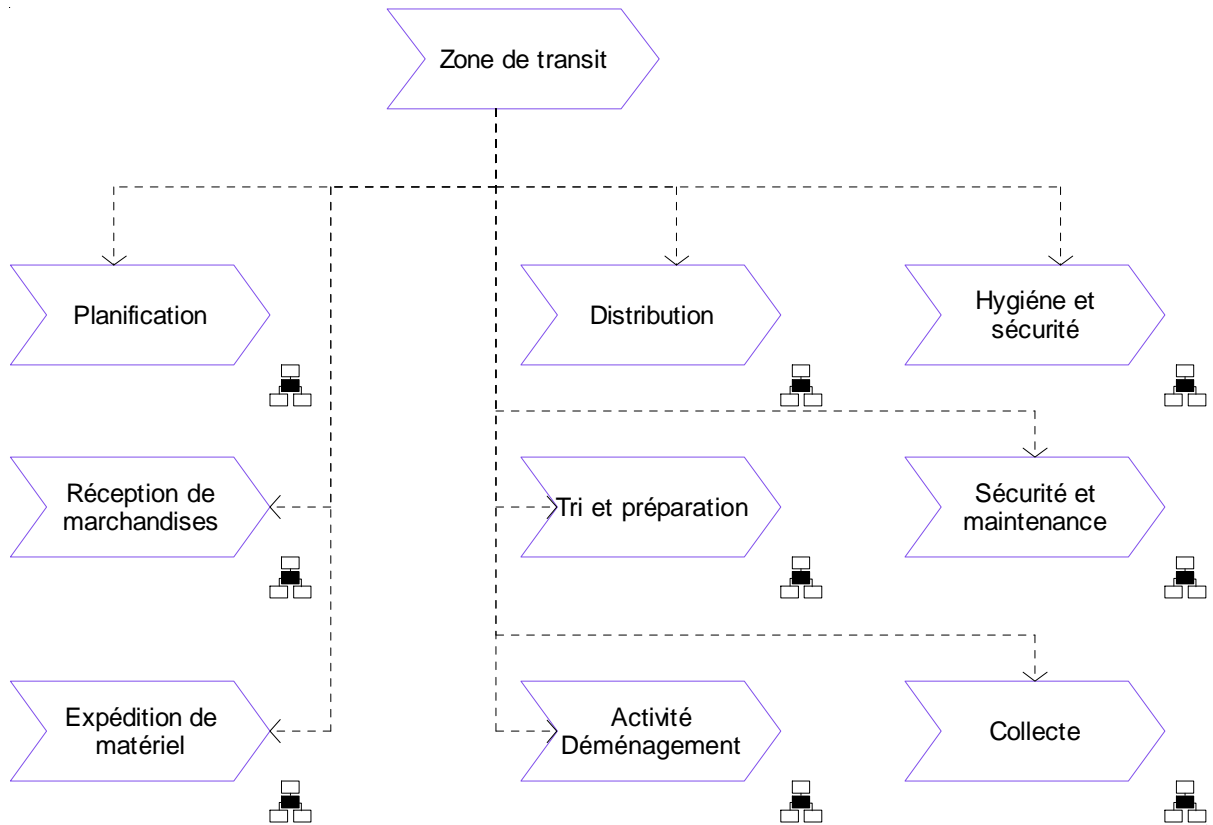 Zone de transit
Planification
Distribution
Hygiéne et
sécurité
Réception de
marchandises
Tri et préparation
Sécurité et
maintenance
Expédition de
matériel
Activité
Déménagement
Collecte